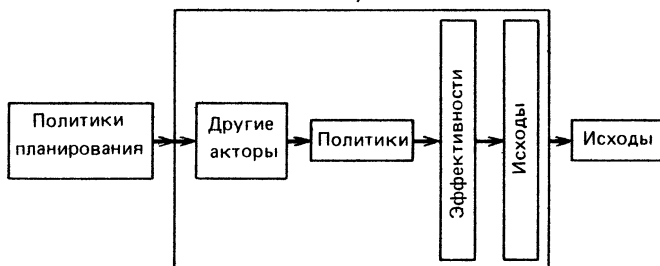 Политики
планирования
Другие
акторы
Политики
Эффективности
Исходы
Исходы